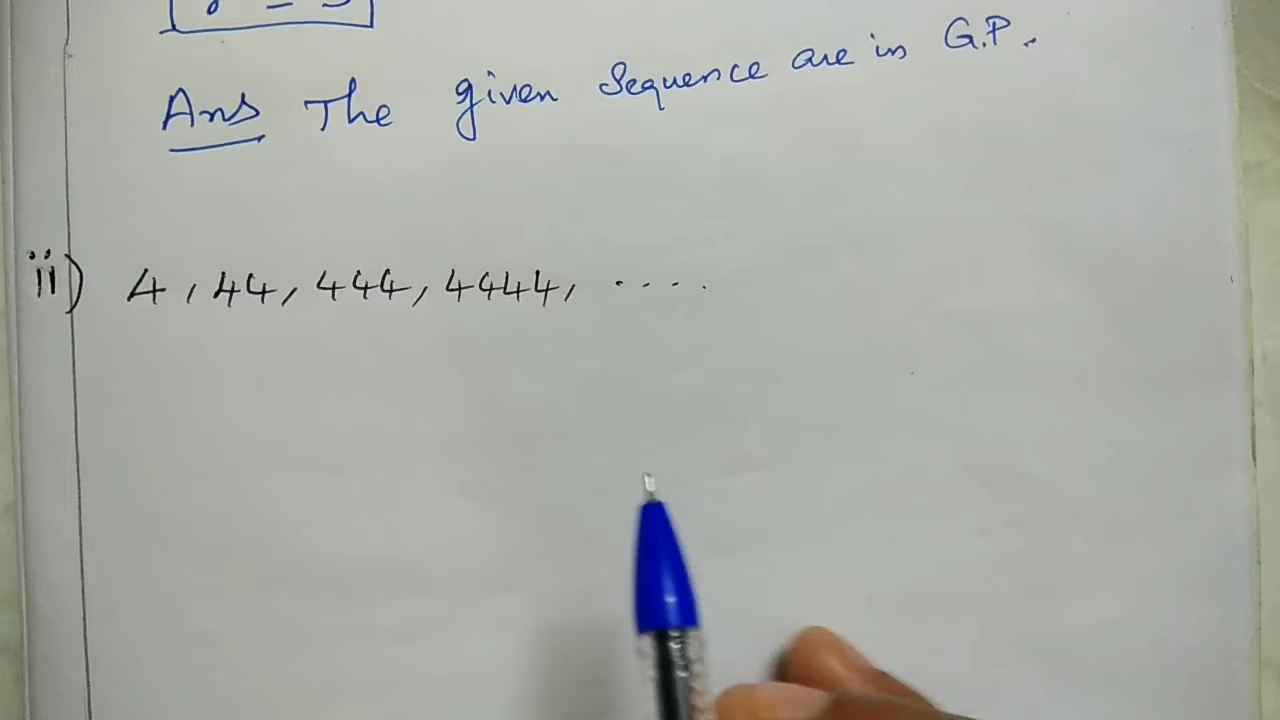 Ans The given Sequence are in G.P.
ii) 4, 44, 444, 4444, ....